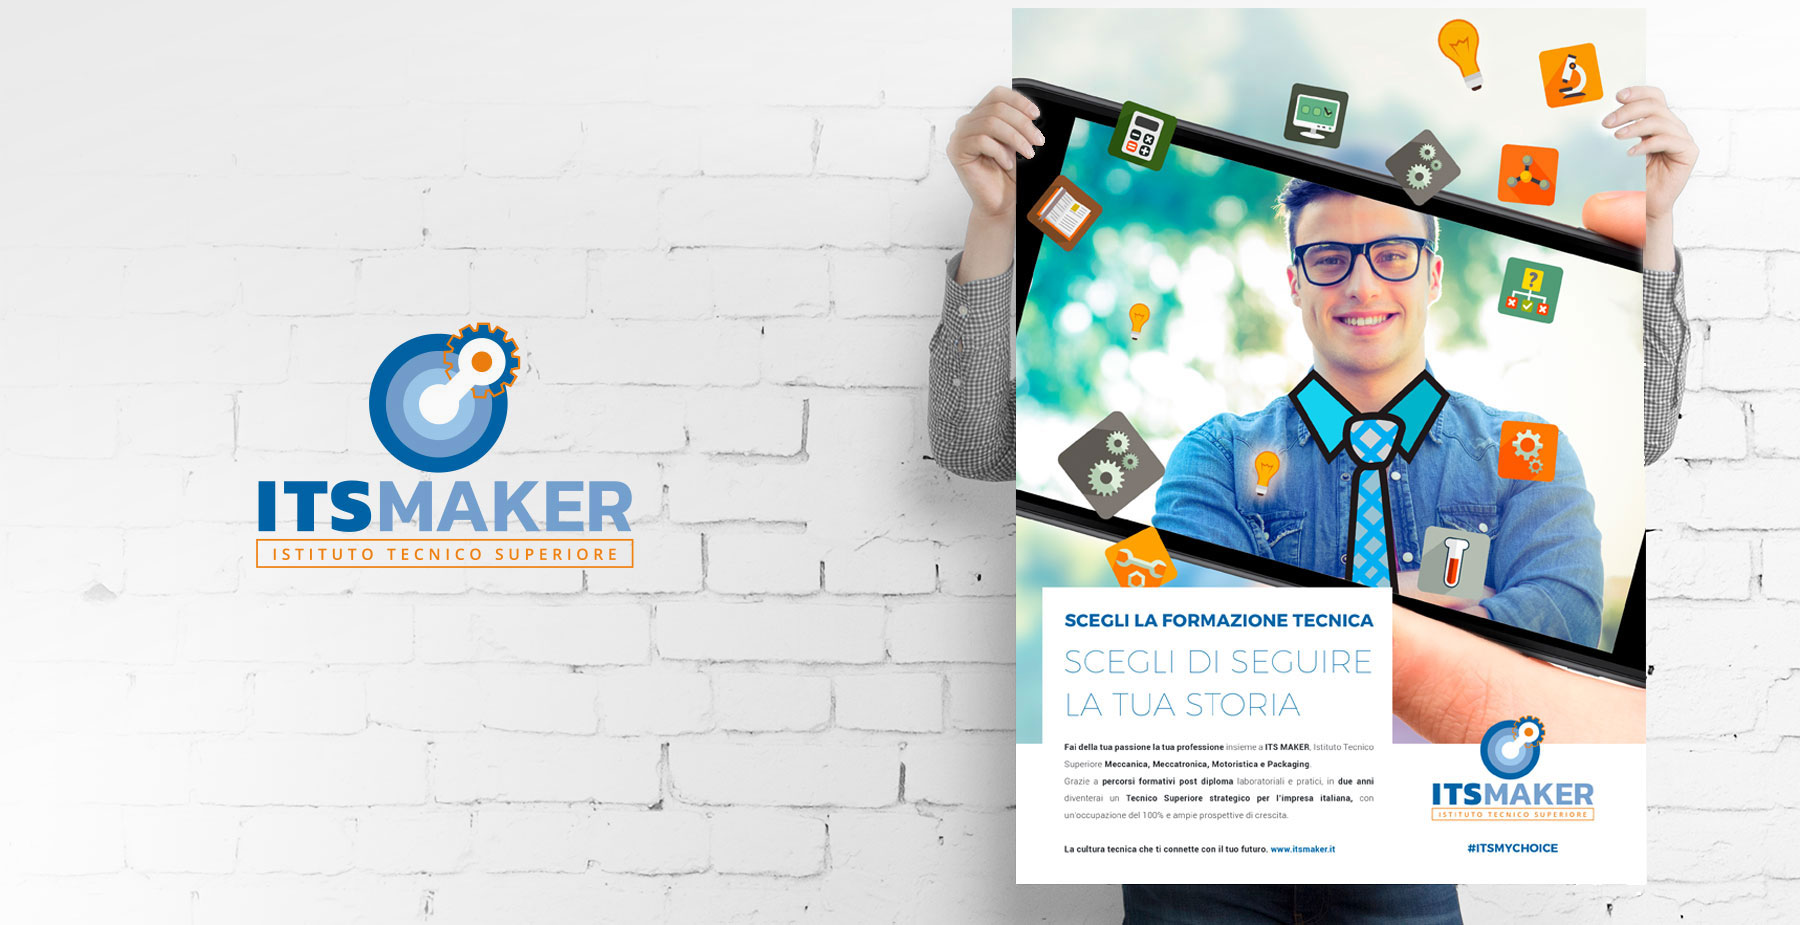 ITSMAKER
ISTITUTO TECNICO SUPERIORE
SCEGLI LA FORMAZIONE TECNICA
SCEGLI DI SEGUIRE
LA TUA STORIA
Fai della tua passione la tua professione insieme a ITS MAKER, Istituto Tecnico
Superiore Meccanica, Meccatronica, Motoristica e Packaging.
Grazie a percorsi formativi post diploma laboratoriali e pratici, in due anni
diventerai un Tecnico Superiore strategico per l'impresa italiana, con
un'occupazione del 100% e ampie prospettive di crescita.
La cultura tecnica che ti connette con il tuo futuro. www.itsmaker.it
ITSMAKER
ISTITUTO TECNICO SUPERIORE
#ITSMYCHOICE